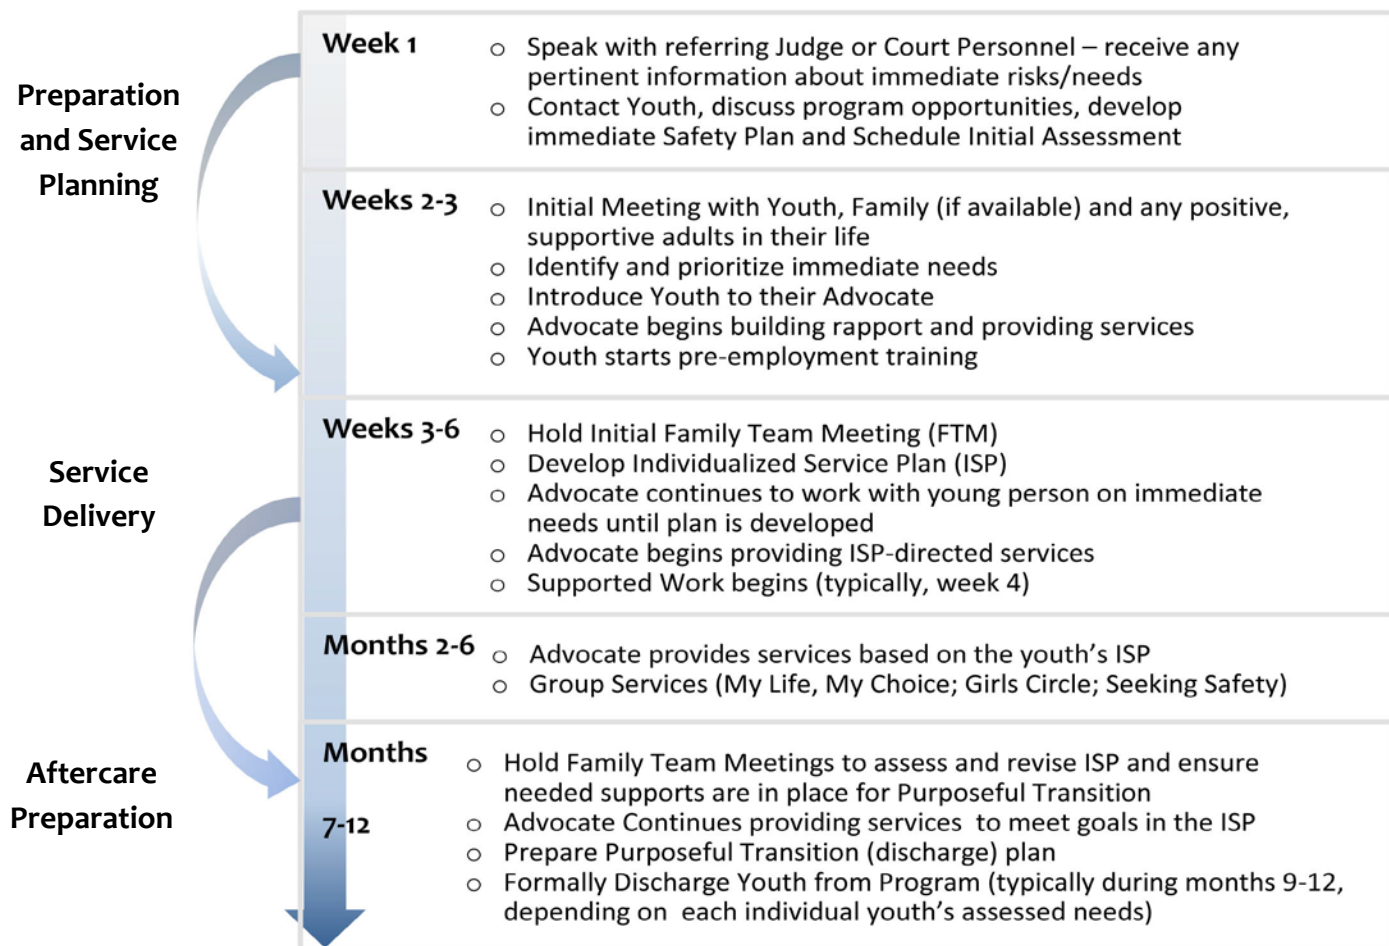 Preparation
and Service
Planning
Week 1
o Speak with referring Judge or Court Personnel – receive any
pertinent information about immediate risks/needs
o Contact Youth, discuss program opportunities, develop
immediate Safety Plan and Schedule Initial Assessment
Weeks 2-3
o Initial Meeting with Youth, Family (if available) and any positive,
supportive adults in their life
o Identify and prioritize immediate needs
o Introduce Youth to their Advocate
o Advocate begins building rapport and providing services
o Youth starts pre-employment training
Service
Delivery
Weeks 3-6
o Hold Initial Family Team Meeting (FTM)
o Develop Individualized Service Plan (ISP)
o Advocate continues to work with young person on immediate
needs until plan is developed
o Advocate begins providing ISP-directed services
o Supported Work begins (typically, week 4)
Months 2-6
o Advocate provides services based on the youth's ISP
o Group Services (My Life, My Choice; Girls Circle; Seeking Safety)
Aftercare
Preparation
Months
7-12
o Hold Family Team Meetings to assess and revise ISP and ensure
needed supports are in place for Purposeful Transition
o Advocate Continues providing services to meet goals in the ISP
o Prepare Purposeful Transition (discharge) plan
o Formally Discharge Youth from Program (typically during months 9-12,
depending on each individual youth's assessed needs)